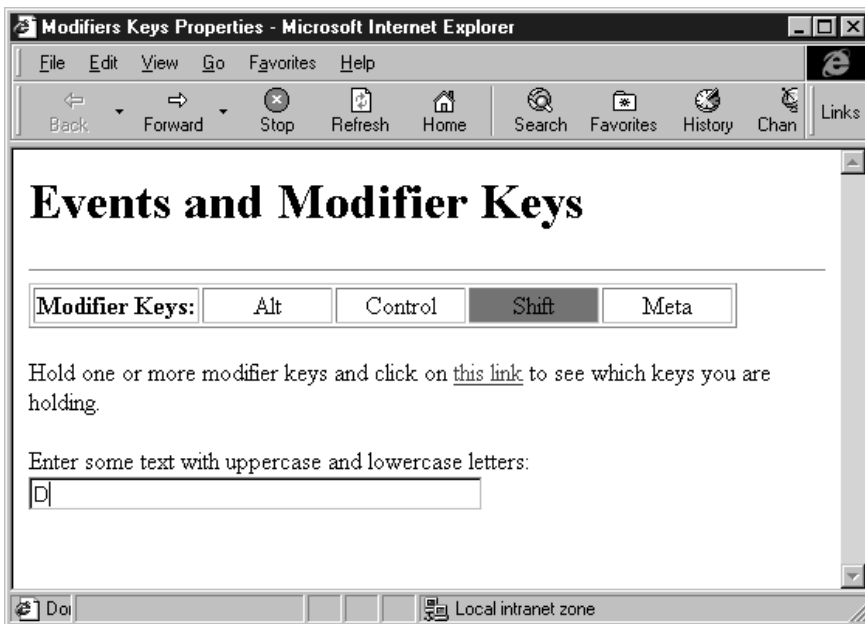 Modifiers Keys Properties - Microsoft Internet Explorer
File Edit View Go Favorites Help
Back Forward Stop Refresh Home Search Favorites History Chan Links
Events and Modifier Keys
Modifier Keys: Alt Control Shift Meta
Hold one or more modifier keys and click on this link to see which keys you are
holding.
Enter some text with uppercase and lowercase letters:
D
Do Local intranet zone